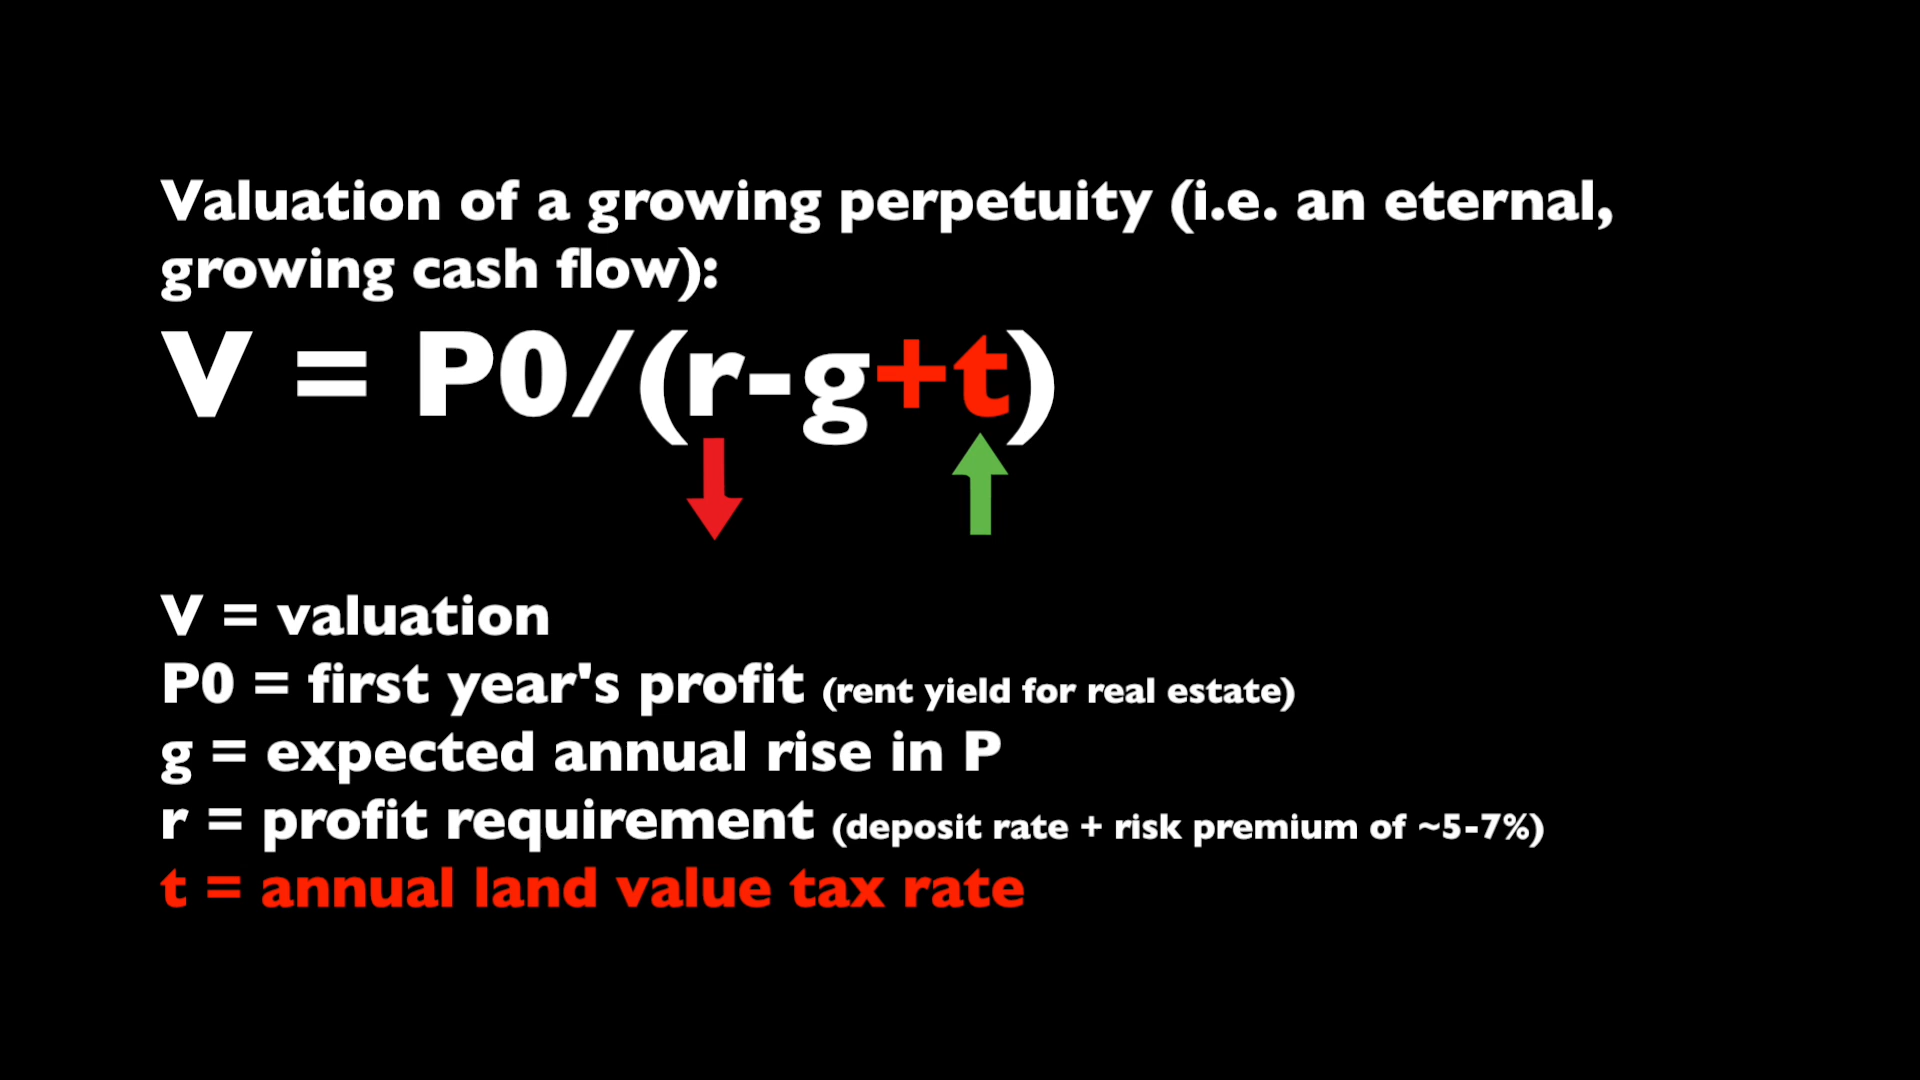 Valuation of a growing perpetuity (i.e. an eternal,
growing cash flow):
V = P0/(r-g+t)
V = valuation
P0 = first year's profit (rent yield for real estate)
g = expected annual rise in P
r = profit requirement (deposit rate + risk premium of ~5-7%)
t = annual land value tax rate